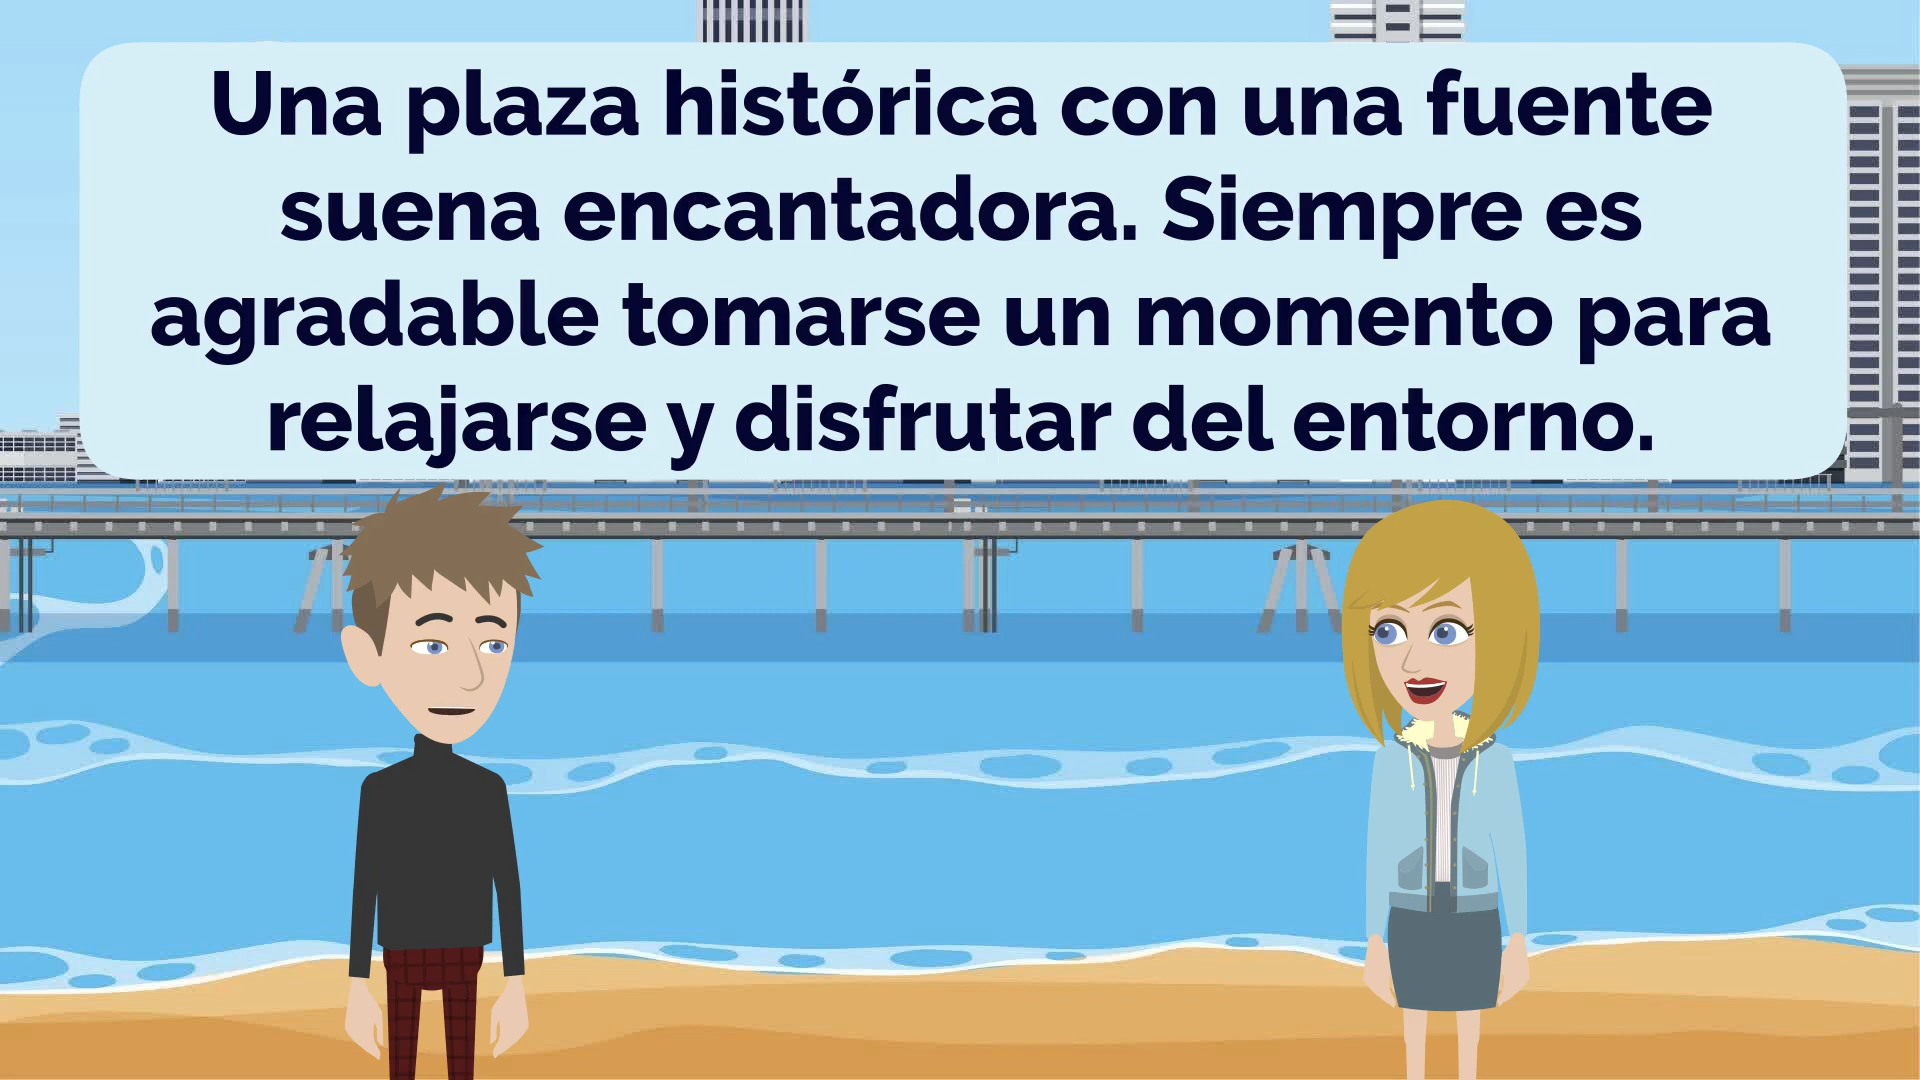 Una plaza histórica con una fuente
suena encantadora. Siempre es
agradable tomarse un momento para
relajarse y disfrutar del entorno.